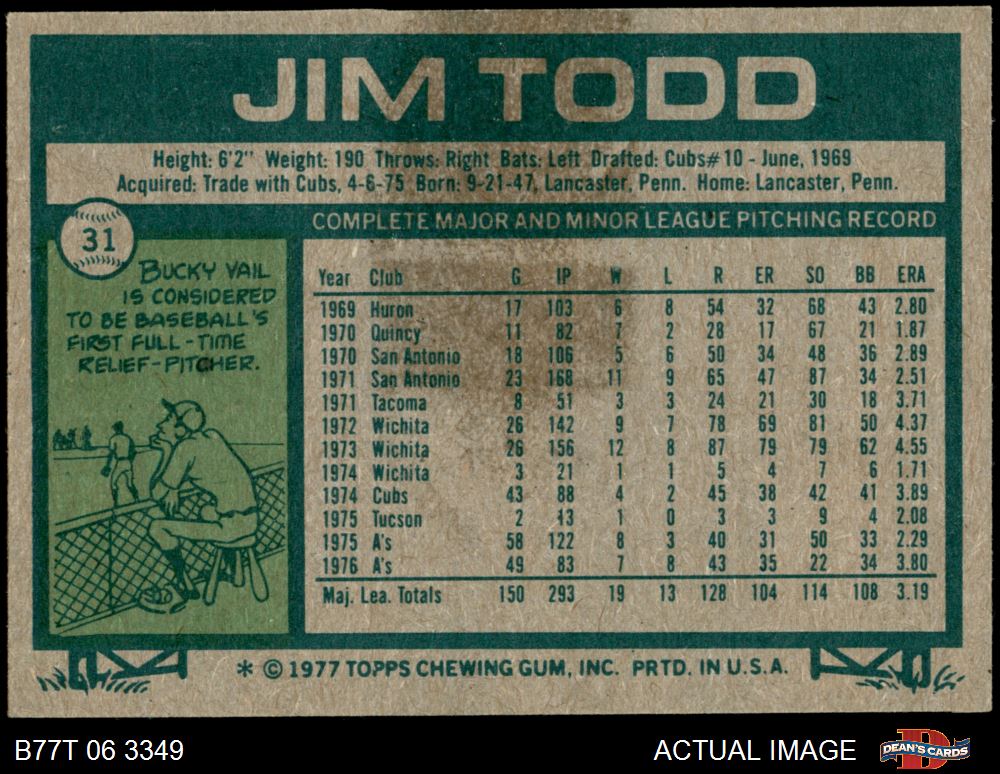 JIM TODD
Height: 6'2" Weight: 190 Throws: Right Bats: Left Drafted: Cubs#10 - June, 1969
Acquired: Trade with Cubs, 4-6-75 Born: 9-21-47, Lancaster, Penn. Home: Lancaster, Penn.
31
BUCKY VAIL
IS CONSIDERED
TO BE BASEBALL'S
FIRST FULL-TIME
RELIEF-PITCHER.
COMPLETE MAJOR AND MINOR LEAGUE PITCHING RECORD
Year Club G IP W L R ER SO BB ERA
1969 Huron 17 103 6 8 54 32 68 43 2.80
1970 Quincy 11 82 7 2 28 17 67 21 1.87
1970 San Antonio 18 106 5 6 50 34 48 36 2.89
1971 San Antonio 23 168 11 9 65 47 87 34 2.51
1971 Tacoma 8 51 3 3 24 21 30 18 3.71
1972 Wichita 26 142 9 7 78 69 81 50 4.37
1973 Wichita 26 156 12 8 87 79 79 62 4.55
1974 Wichita 3 21 1 1 5 4 7 6 1.71
1974 Cubs 43 88 4 2 45 38 42 41 3.89
1975 Tucson 2 13 1 0 3 3 9 4 2.08
1975 A's 58 122 8 3 40 31 50 33 2.29
1976 A's 49 83 7 8 43 35 22 34 3.80
Maj. Lea. Totals 150 293 19 13 128 104 114 108 3.19
* © 1977 TOPPS CHEWING GUM, INC. PRTD. IN U.S.A.
B77T 06 3349
ACTUAL IMAGE
DEAN'S CARDS